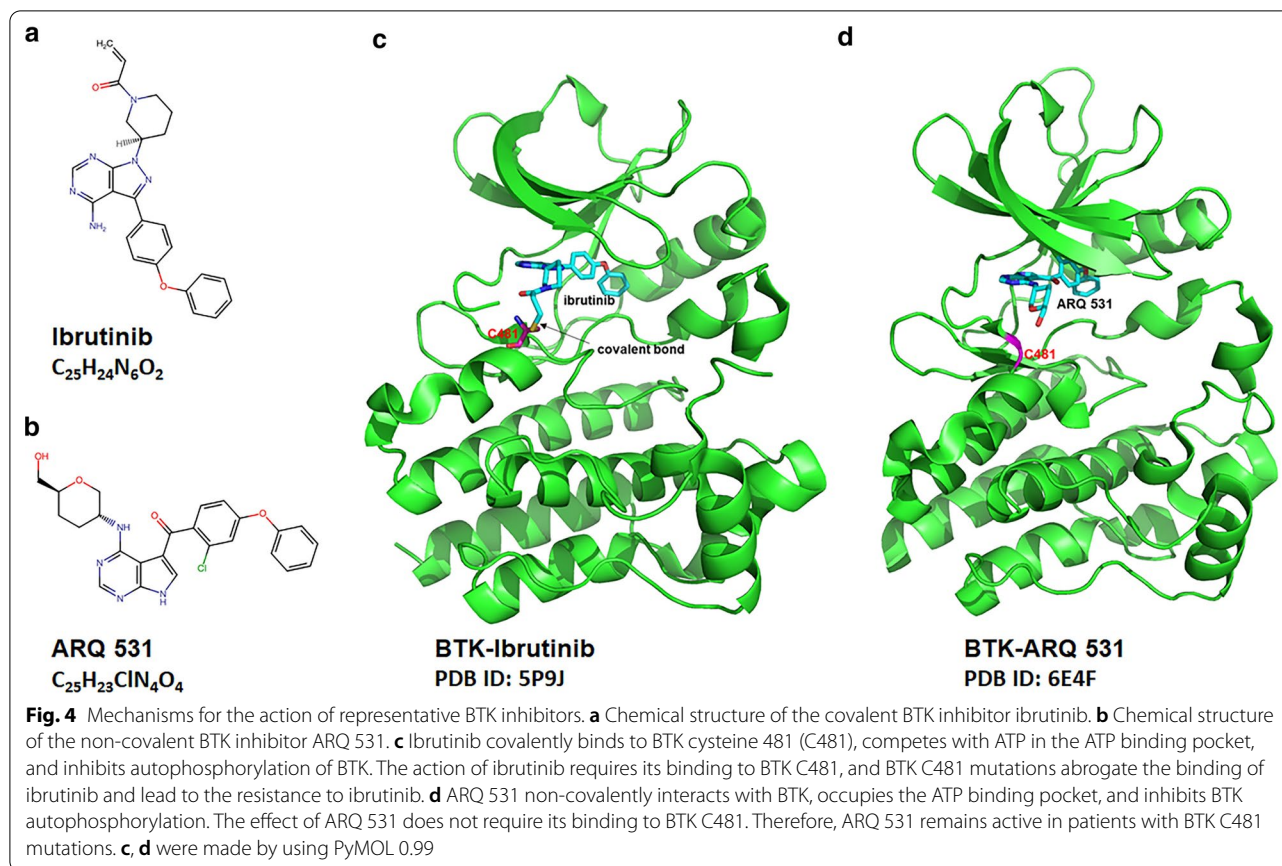 a
H₂C
O
N
H
N
N
N
N
N
NH₂
O
Ibrutinib
C₂₅H₂₄N₆O₂
b
OH
O
NH
O
O
Cl
N
N
N
H
ARQ 531
C₂₅H₂₃ClN₄O₄
c
ibrutinib
C481
covalent bond
BTK-Ibrutinib
PDB ID: 5P9J
d
ARQ 531
C481
BTK-ARQ 531
PDB ID: 6E4F
Fig. 4 Mechanisms for the action of representative BTK inhibitors. a Chemical structure of the covalent BTK inhibitor ibrutinib. b Chemical structure
of the non-covalent BTK inhibitor ARQ 531. c Ibrutinib covalently binds to BTK cysteine 481 (C481), competes with ATP in the ATP binding pocket,
and inhibits autophosphorylation of BTK. The action of ibrutinib requires its binding to BTK C481, and BTK C481 mutations abrogate the binding of
ibrutinib and lead to the resistance to ibrutinib. d ARQ 531 non-covalently interacts with BTK, occupies the ATP binding pocket, and inhibits BTK
autophosphorylation. The effect of ARQ 531 does not require its binding to BTK C481. Therefore, ARQ 531 remains active in patients with BTK C481
mutations. c, d were made by using PyMOL 0.99